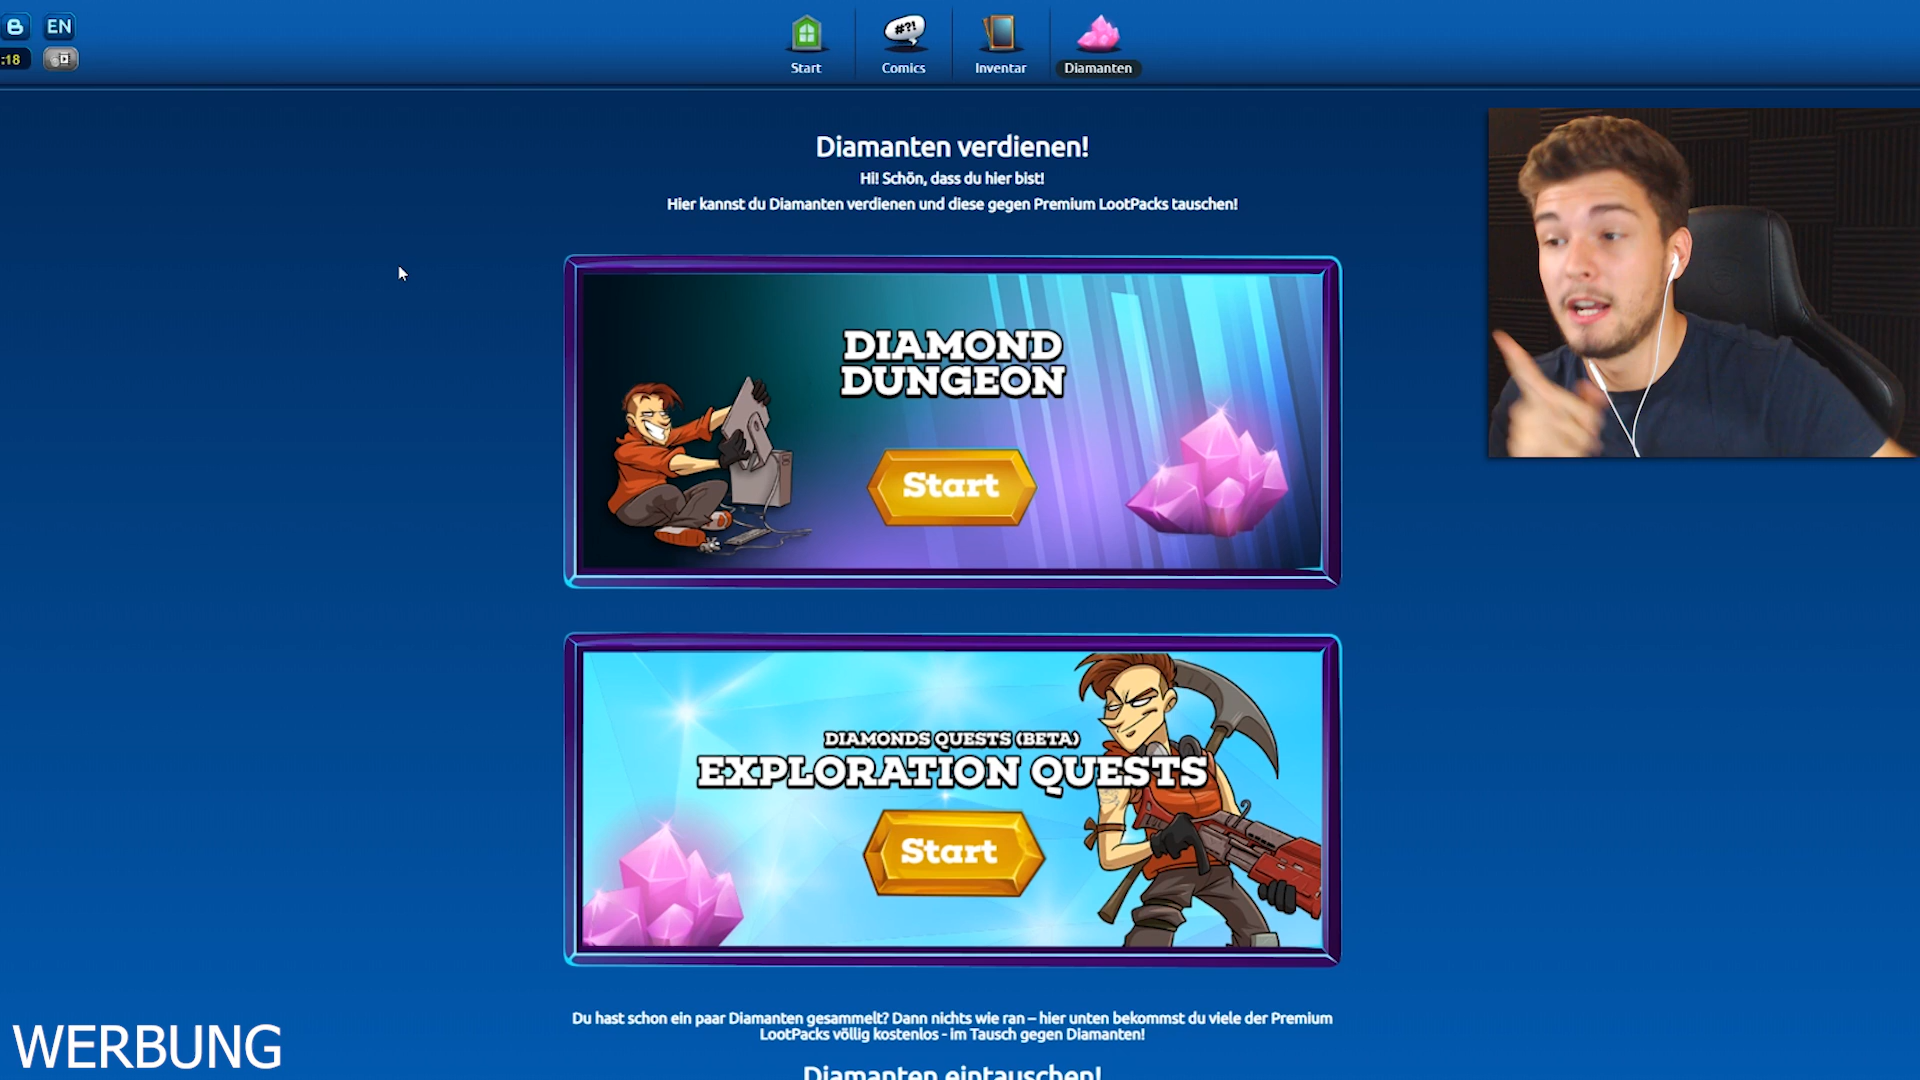 B EN
:18
#?!
Start Comics Inventar Diamanten
Diamanten verdienen!
Hi! Schön, dass du hier bist!
Hier kannst du Diamanten verdienen und diese gegen Premium LootPacks tauschen!
DIAMOND
DUNGEON
Start
DIAMONDS QUESTS (BETA)
EXPLORATION QUESTS
Start
Du hast schon ein paar Diamanten gesammelt? Dann nichts wie ran – hier unten bekommst du viele der Premium
LootPacks völlig kostenlos - im Tausch gegen Diamanten!
WERBUNG
Diamanten eintauschen!